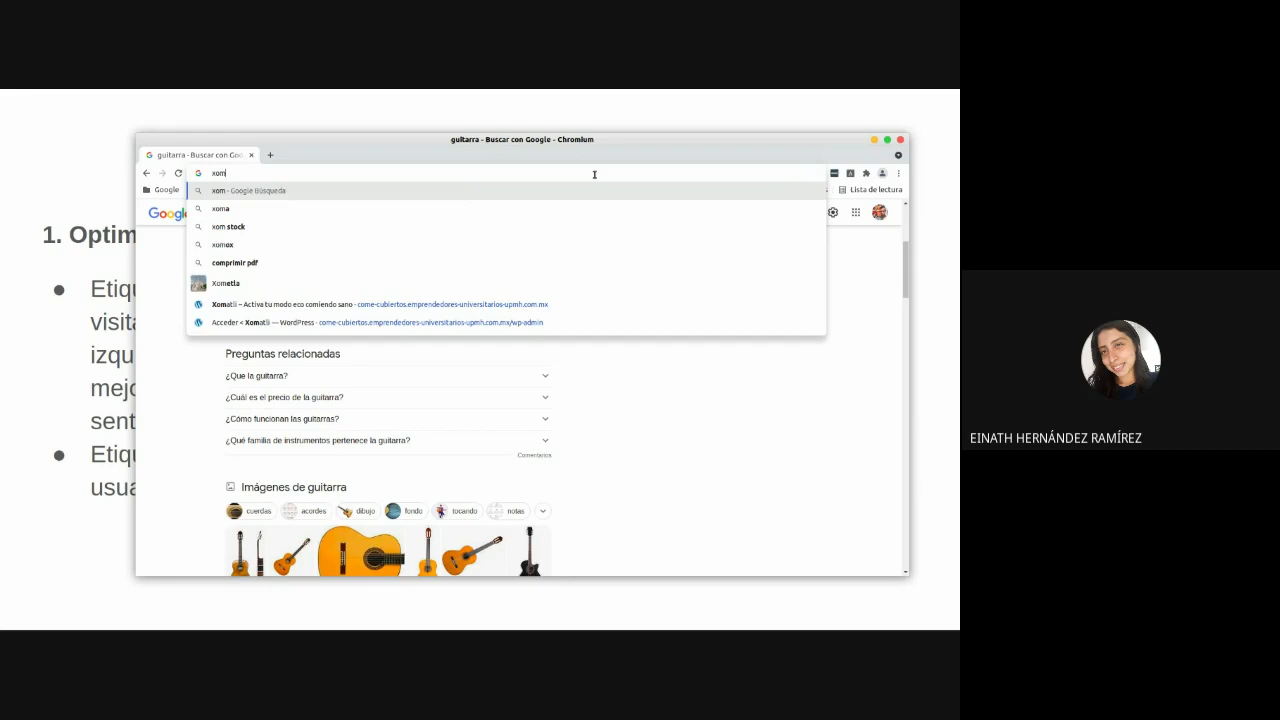 guitarra - Buscar con Google - Chromium
guitarra - Buscar con Goo
xom
Google
Lista de lectura
xom - Google Búsqueda
xoma
xom stock
xomox
comprimir pdf
Xometla
Xomatli – Activa tu modo eco comiendo sano - come-cubiertos.emprendedores-universitarios-upmh.com.mx
Acceder < Xomatli — WordPress - come-cubiertos.emprendedores-universitarios-upmh.com.mx/wp-admin
Google
1. Optim
● Etiqu
visita
izqu
mejo
sent
● Etiqu
usua
Preguntas relacionadas
¿Que la guitarra?
¿Cuál es el precio de la guitarra?
¿Cómo funcionan las guitarras?
¿Qué familia de instrumentos pertenece la guitarra?
Comentarios
Imágenes de guitarra
cuerdas acordes dibujo fondo tocando notas
EINATH HERNÁNDEZ RAMÍREZ